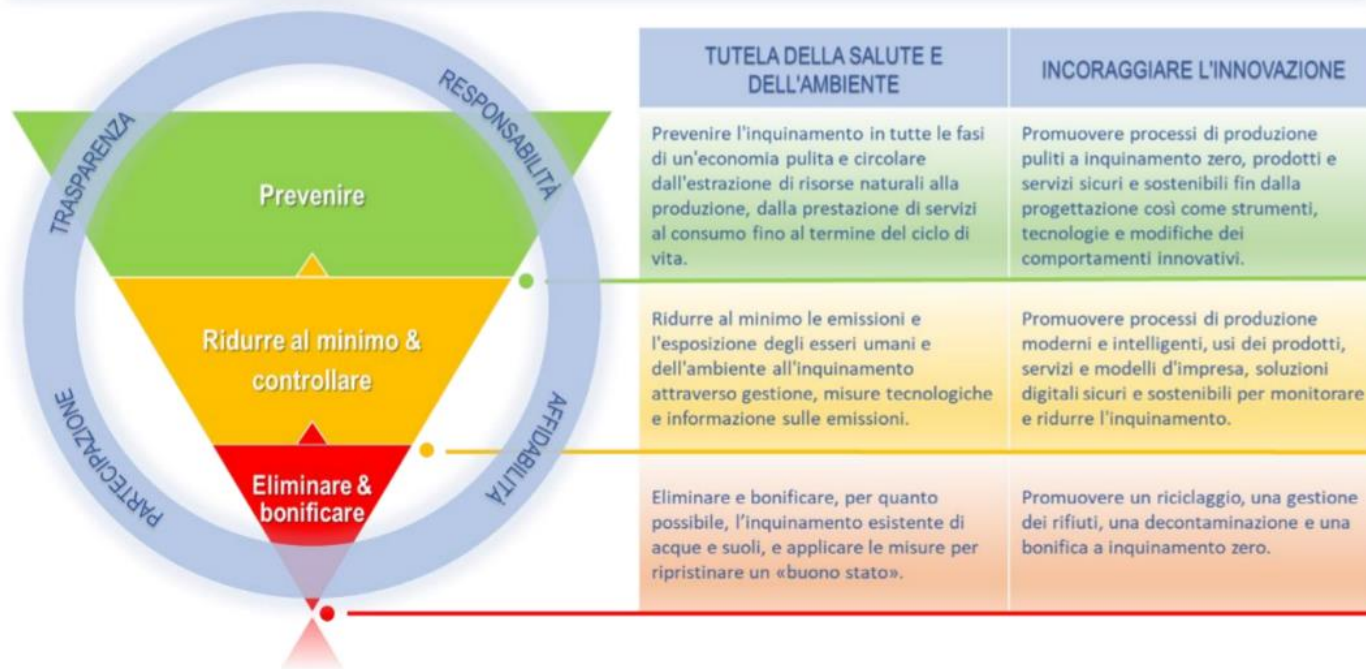 TRASPARENZA
RESPONSABILITÀ
PARTECIPAZIONE
AFFIDABILITÀ
Prevenire
Ridurre al minimo &
controllare
Eliminare &
bonificare
TUTELA DELLA SALUTE E
DELL'AMBIENTE
INCORAGGIARE L'INNOVAZIONE
Prevenire l'inquinamento in tutte le fasi
di un'economia pulita e circolare
dall'estrazione di risorse naturali alla
produzione, dalla prestazione di servizi
al consumo fino al termine del ciclo di
vita.
Promuovere processi di produzione
puliti a inquinamento zero, prodotti e
servizi sicuri e sostenibili fin dalla
progettazione così come strumenti,
tecnologie e modifiche dei
comportamenti innovativi.
Ridurre al minimo le emissioni e
l'esposizione degli esseri umani e
dell'ambiente all'inquinamento
attraverso gestione, misure tecnologiche
e informazione sulle emissioni.
Promuovere processi di produzione
moderni e intelligenti, usi dei prodotti,
servizi e modelli d'impresa, soluzioni
digitali sicuri e sostenibili per monitorare
e ridurre l'inquinamento.
Eliminare e bonificare, per quanto
possibile, l'inquinamento esistente di
acque e suoli, e applicare le misure per
ripristinare un «buono stato».
Promuovere un riciclaggio, una gestione
dei rifiuti, una decontaminazione e una
bonifica a inquinamento zero.